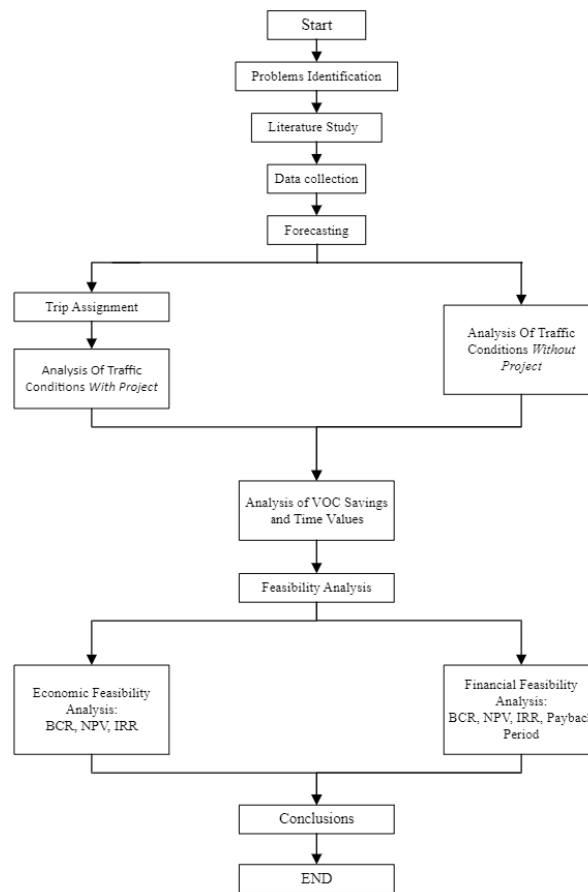 Start
Problems Identification
Literature Study
Data collection
Forecasting
Trip Assignment
Analysis Of Traffic
Conditions Without
Project
Analysis Of Traffic
Conditions With Project
Analysis of VOC Savings
and Time Values
Feasibility Analysis
Economic Feasibility
Analysis:
BCR, NPV, IRR
Financial Feasibility
Analysis:
BCR, NPV, IRR, Payback
Period
Conclusions
END